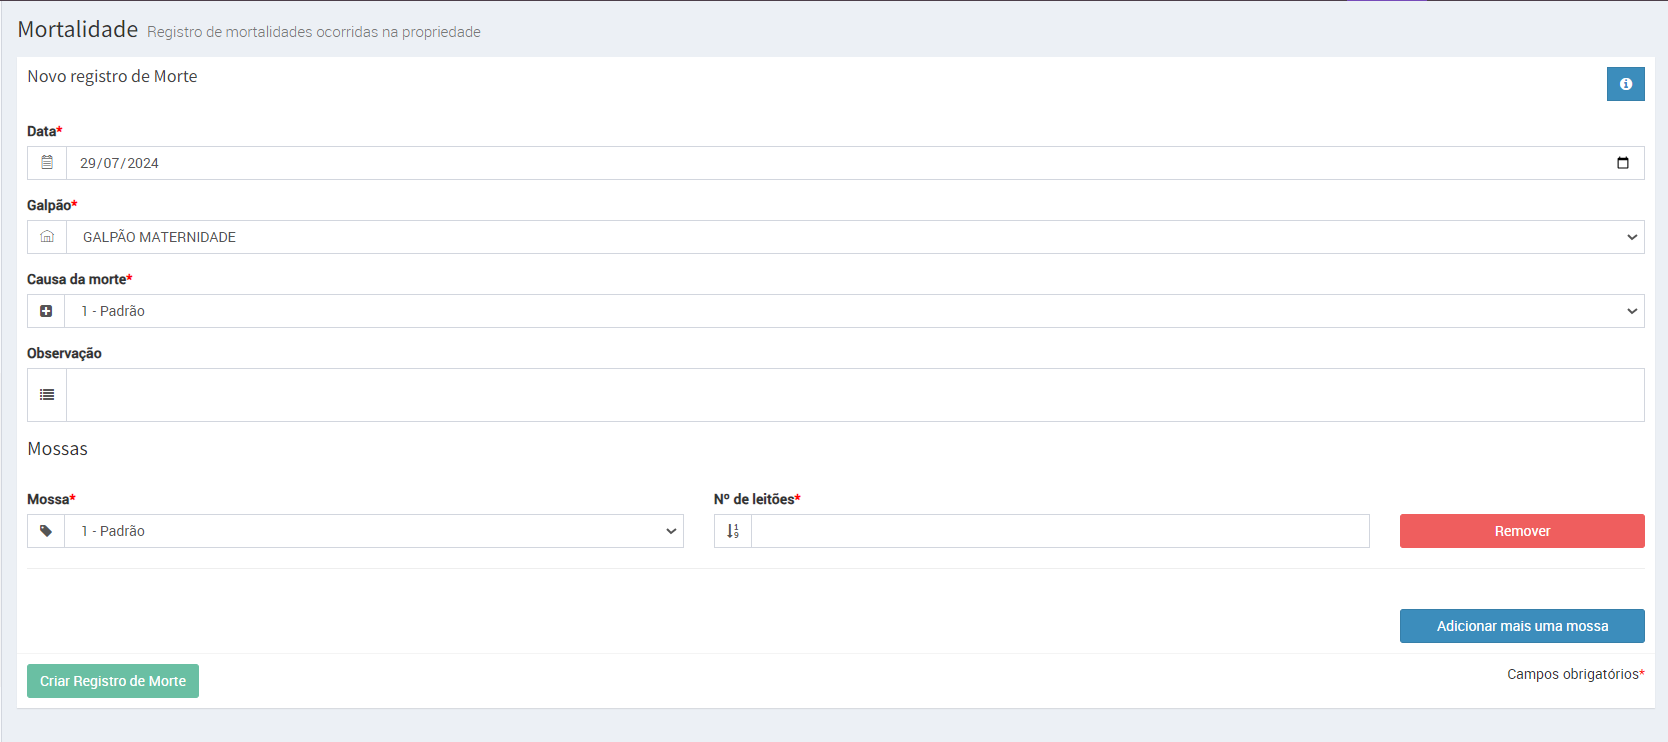 Mortalidade Registro de mortalidades ocorridas na propriedade
Novo registro de Morte
Data*
29/07/2024
Galpão*
GALPÃO MATERNIDADE
Causa da morte*
1 - Padrão
Observação
Mossas
Mossa* Nº de leitões*
1 - Padrão Remover
Adicionar mais uma mossa
Criar Registro de Morte Campos obrigatórios*